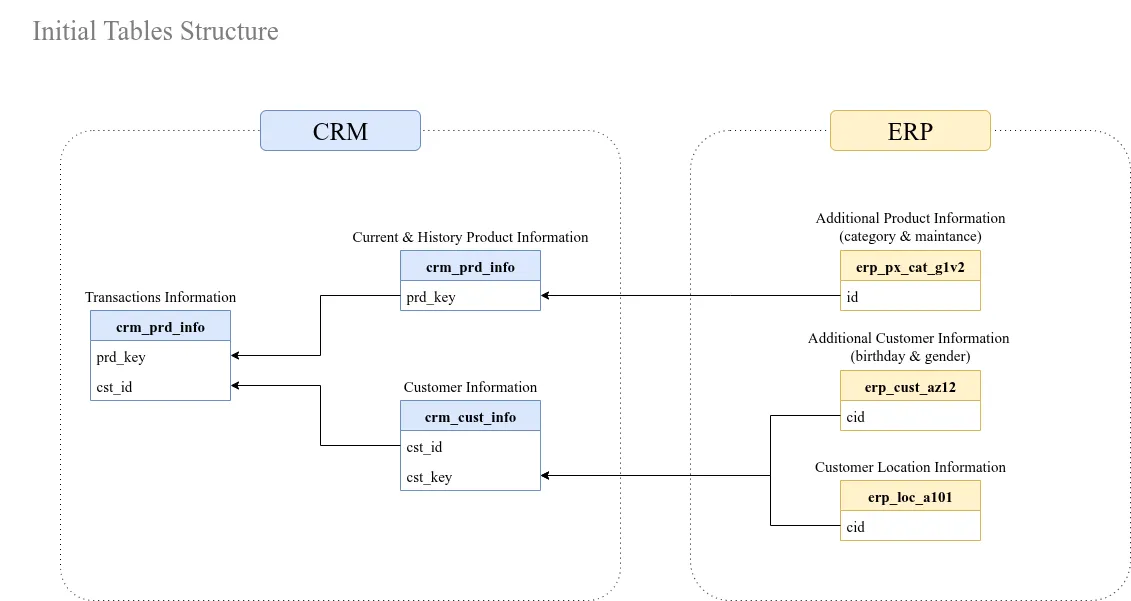 Initial Tables Structure
CRM
ERP
Transactions Information
crm_prd_info
prd_key
cst_id
Current & History Product Information
crm_prd_info
prd_key
Customer Information
crm_cust_info
cst_id
cst_key
Additional Product Information
(category & maintance)
erp_px_cat_g1v2
id
Additional Customer Information
(birthday & gender)
erp_cust_az12
cid
Customer Location Information
erp_loc_a101
cid